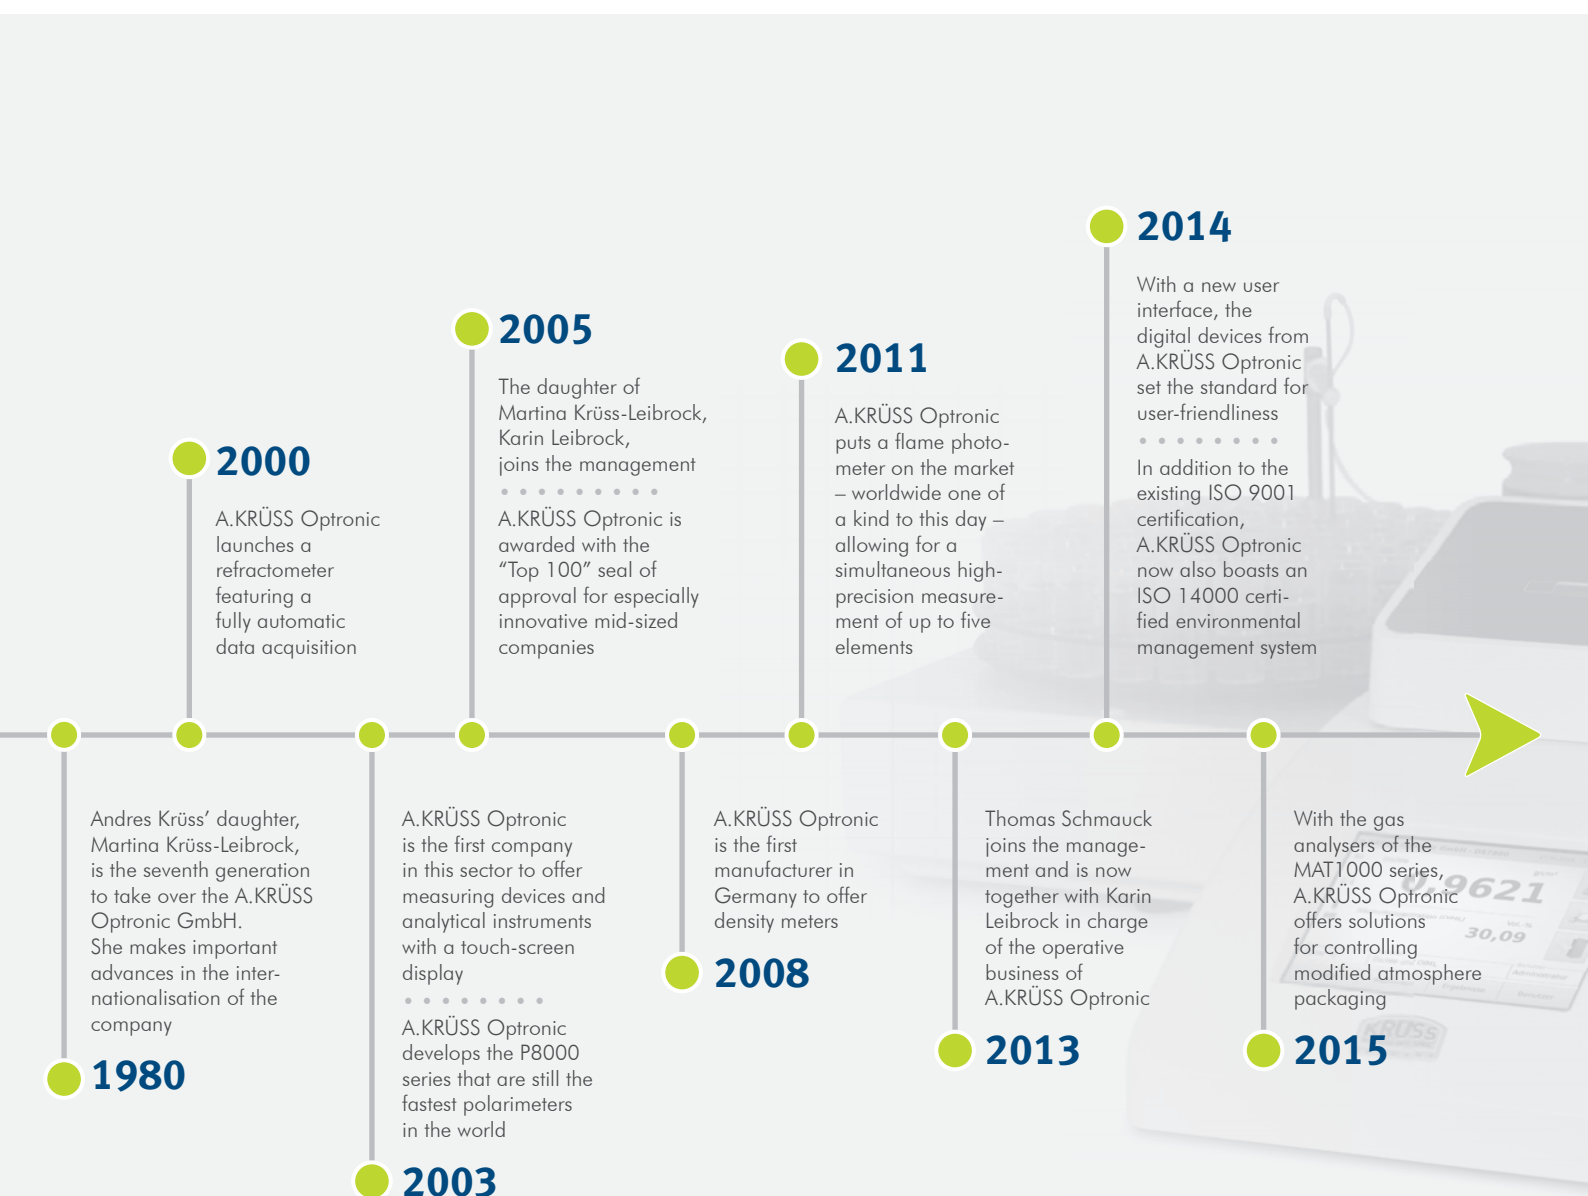 2014
With a new user
interface, the
digital devices from
A.KRÜSS Optronic
set the standard for
user-friendliness
In addition to the
existing ISO 9001
certification,
A.KRÜSS Optronic
now also boasts an
ISO 14000 certi-
fied environmental
management system
2005
The daughter of
Martina Krüss-Leibrock,
Karin Leibrock,
joins the management
A.KRÜSS Optronic is
awarded with the
“Top 100” seal of
approval for especially
innovative mid-sized
companies
2011
A.KRÜSS Optronic
puts a flame photo-
meter on the market
– worldwide one of
a kind to this day –
allowing for a
simultaneous high-
precision measure-
ment of up to five
elements
2000
A.KRÜSS Optronic
launches a
refractometer
featuring a
fully automatic
data acquisition
Andres Krüss’ daughter,
Martina Krüss-Leibrock,
is the seventh generation
to take over the A.KRÜSS
Optronic GmbH.
She makes important
advances in the inter-
nationalisation of the
company
1980
A.KRÜSS Optronic
is the first company
in this sector to offer
measuring devices and
analytical instruments
with a touch-screen
display
A.KRÜSS Optronic
develops the P8000
series that are still the
fastest polarimeters
in the world
2003
A.KRÜSS Optronic
is the first
manufacturer in
Germany to offer
density meters
2008
Thomas Schmauck
joins the manage-
ment and is now
together with Karin
Leibrock in charge
of the operative
business of
A.KRÜSS Optronic
2013
With the gas
analysers of the
MAT1000 series,
A.KRÜSS Optronic
offers solutions
for controlling
modified atmosphere
packaging
2015
0,9621
30,09
KRÜSS